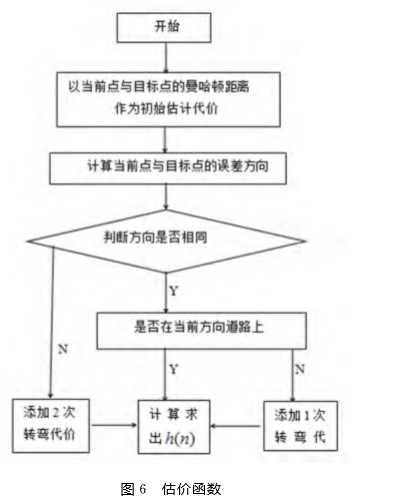 开始
以当前点与目标点的曼哈顿距离
作为初始估计代价
计算当前点与目标点的误差方向
判断方向是否相同
Y
是否在当前方向道路上
N
Y
N
添加2次
转弯代价
计算求
出h(n)
添加1次
转弯代
图6 估价函数